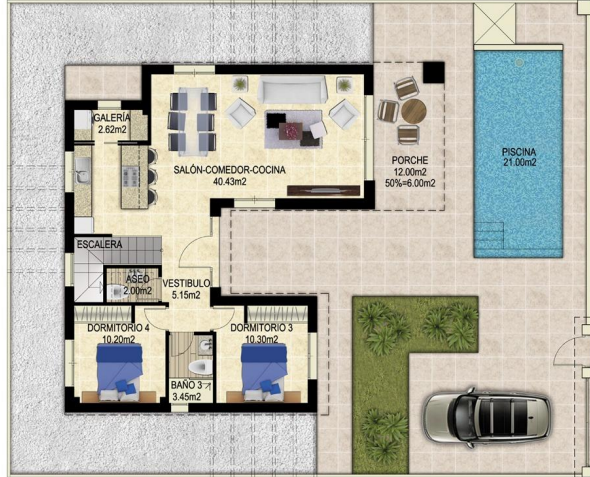 GALERÍA
2.62m2
SALÓN-COMEDOR-COCINA
40.43m2
PORCHE
12.00m2
50%=6.00m2
PISCINA
21.00m2
ESCALERA
ASEO
2.00m2
VESTIBULO
5.15m2
DORMITORIO 4
10.20m2
DORMITORIO 3
10.30m2
BAÑO 3
3.45m2